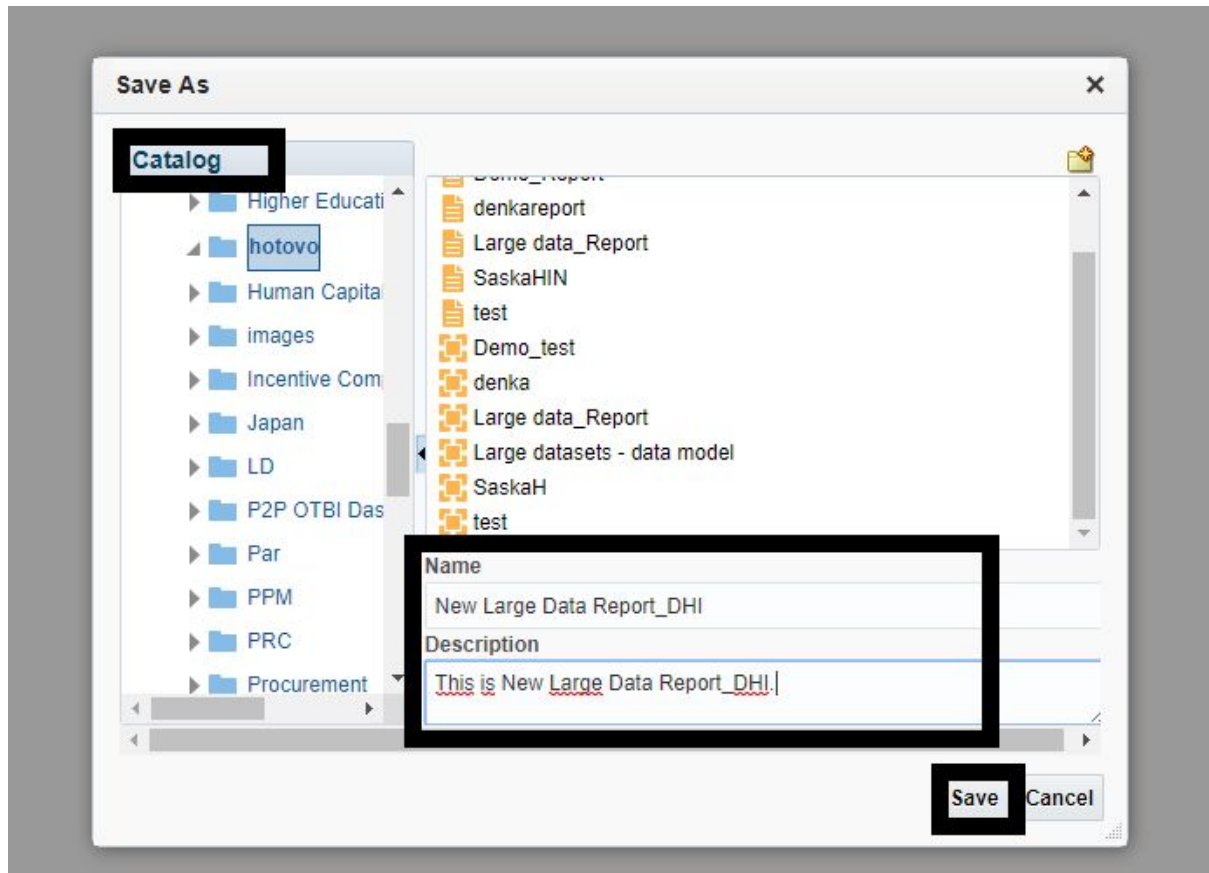 Save As
Catalog
Higher Educati
hotovo
Human Capita
images
Incentive Com
Japan
LD
P2P OTBI Das
Par
PPM
PRC
Procurement
Demo_Report
denkareport
Large data_Report
SaskaHIN
test
Demo_test
denka
Large data_Report
Large datasets - data model
SaskaH
test
Name
New Large Data Report_DHI
Description
This is New Large Data Report_DHI.
Save Cancel